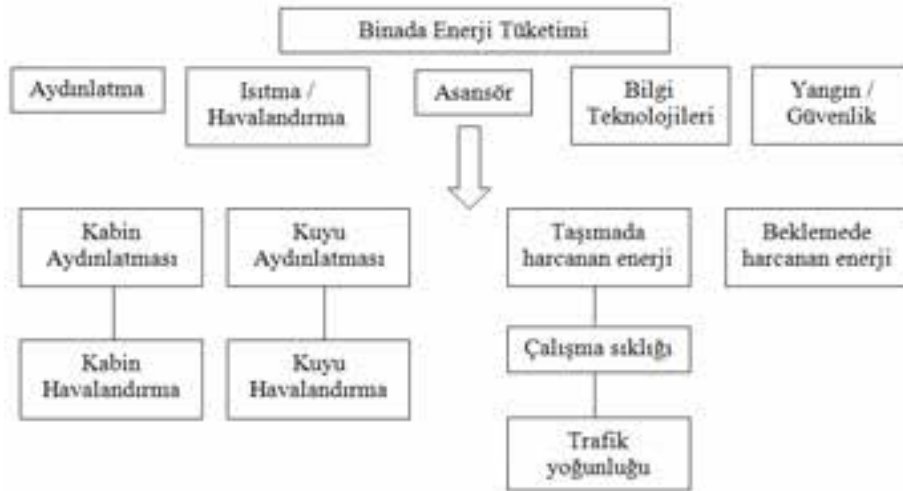 Binada Enerji Tüketimi
Aydınlatma
Isıtma /
Havalandırma
Asansör
Bilgi
Teknolojileri
Yangın /
Güvenlik
Kabin
Aydınlatması
Kuyu
Aydınlatması
Taşımada
harcanan enerji
Beklemede
harcanan enerji
Kabin
Havalandırma
Kuyu
Havalandırma
Çalışma sıklığı
Trafik
yoğunluğu